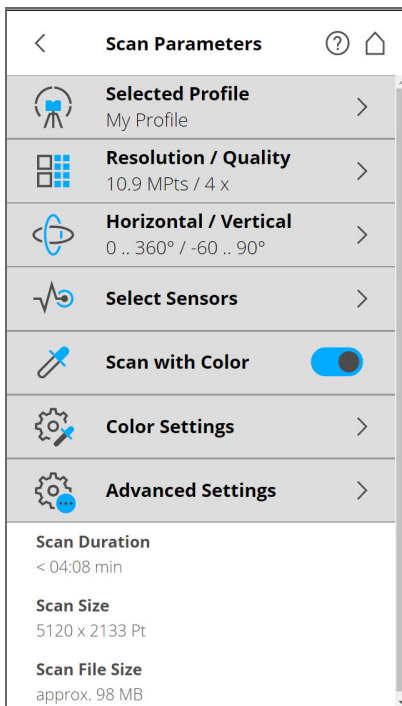 Scan Parameters
Selected Profile
My Profile
Resolution / Quality
10.9 MPts / 4 x
Horizontal / Vertical
0 .. 360° / -60 .. 90°
Select Sensors
Scan with Color
Color Settings
Advanced Settings
Scan Duration
< 04:08 min
Scan Size
5120 x 2133 Pt
Scan File Size
approx. 98 MB